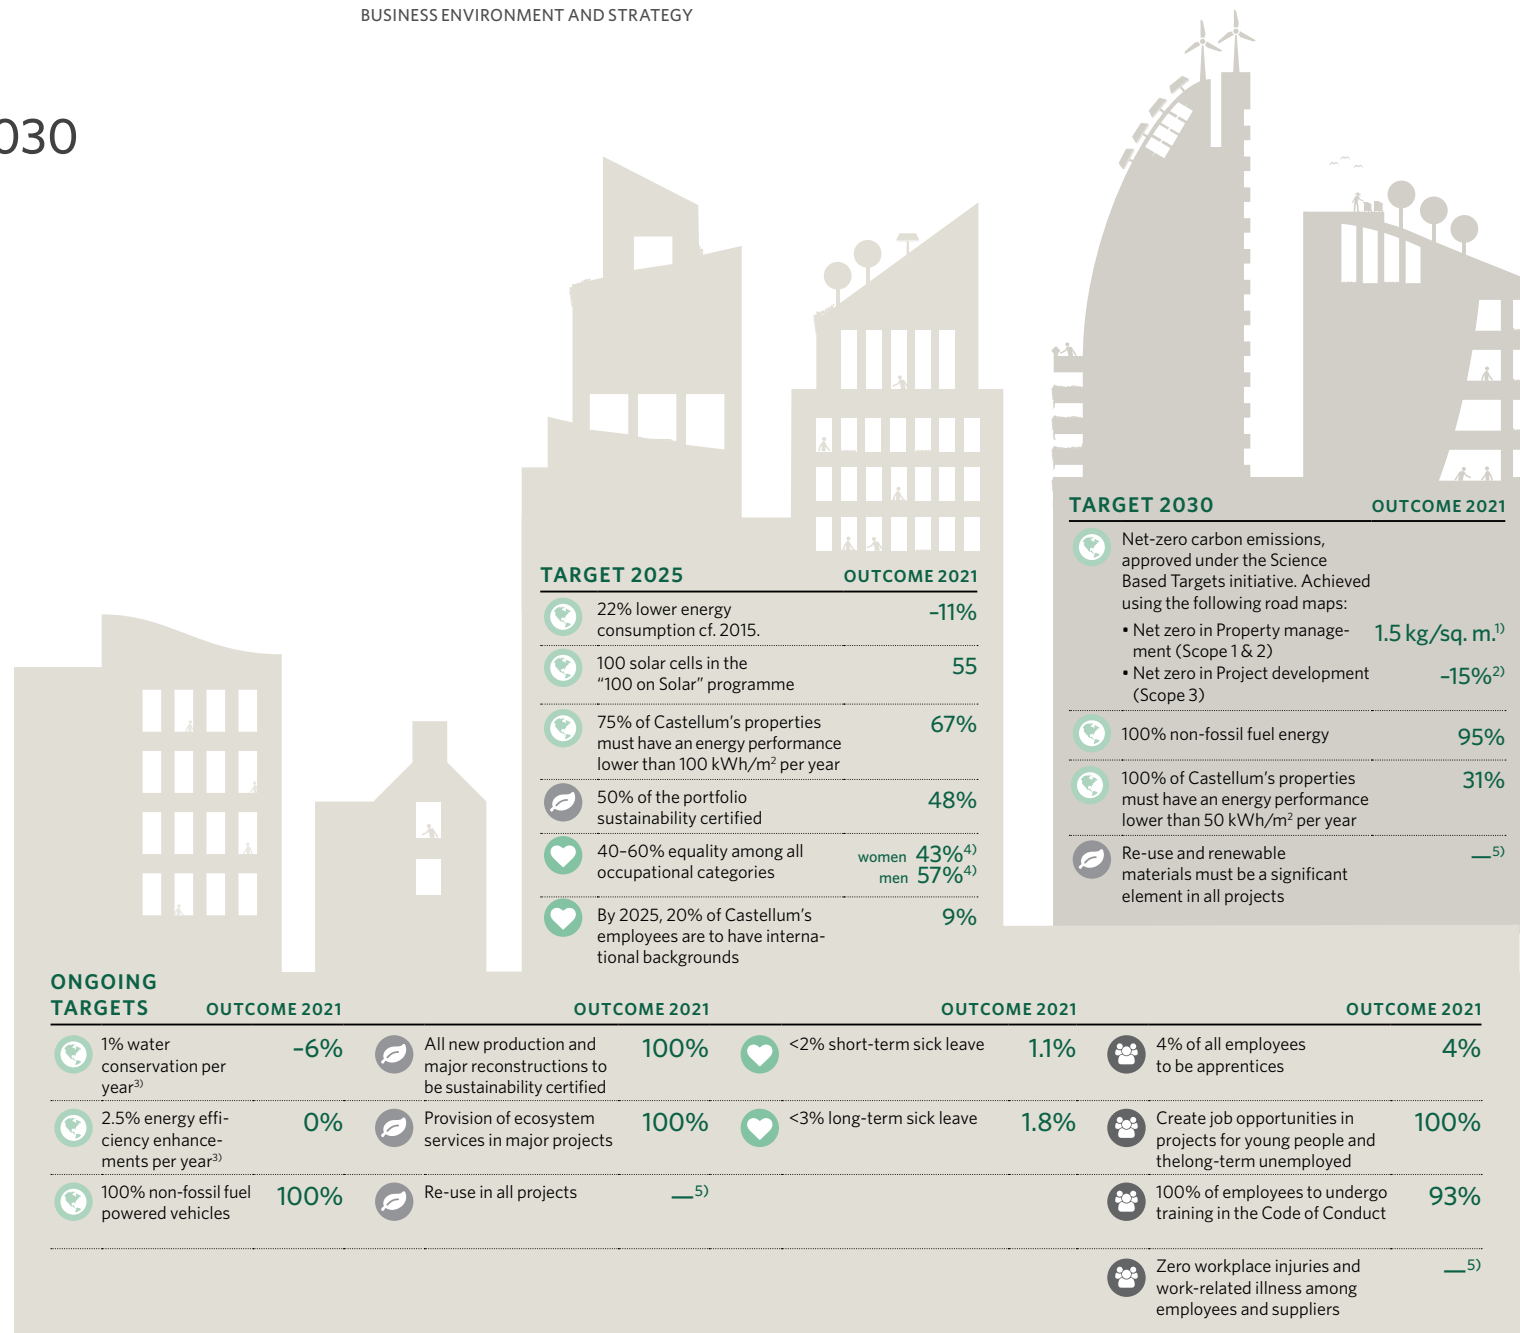 BUSINESS ENVIRONMENT AND STRATEGY
030
TARGET 2025 OUTCOME 2021
22% lower energy
consumption cf. 2015.
-11%
100 solar cells in the
“100 on Solar” programme
55
75% of Castellum’s properties
must have an energy performance
lower than 100 kWh/m² per year
67%
50% of the portfolio
sustainability certified
48%
40–60% equality among all
occupational categories
women 43%4)
men 57%4)
By 2025, 20% of Castellum’s
employees are to have interna-
tional backgrounds
9%
TARGET 2030 OUTCOME 2021
Net-zero carbon emissions,
approved under the Science
Based Targets initiative. Achieved
using the following road maps:
• Net zero in Property manage-
ment (Scope 1 & 2)
1.5 kg/sq. m.1)
• Net zero in Project development
(Scope 3)
-15%2)
100% non-fossil fuel energy
95%
100% of Castellum’s properties
must have an energy performance
lower than 50 kWh/m² per year
31%
Re-use and renewable
materials must be a significant
element in all projects
—5)
ONGOING
TARGETS OUTCOME 2021
1% water
conservation per
year3)
-6%
2.5% energy effi-
ciency enhance-
ments per year3)
0%
100% non-fossil fuel
powered vehicles
100%
OUTCOME 2021
All new production and
major reconstructions to
be sustainability certified
100%
Provision of ecosystem
services in major projects
100%
Re-use in all projects
—5)
OUTCOME 2021
<2% short-term sick leave
1.1%
<3% long-term sick leave
1.8%
OUTCOME 2021
4% of all employees
to be apprentices
4%
Create job opportunities in
projects for young people and
thelong-term unemployed
100%
100% of employees to undergo
training in the Code of Conduct
93%
Zero workplace injuries and
work-related illness among
employees and suppliers
—5)